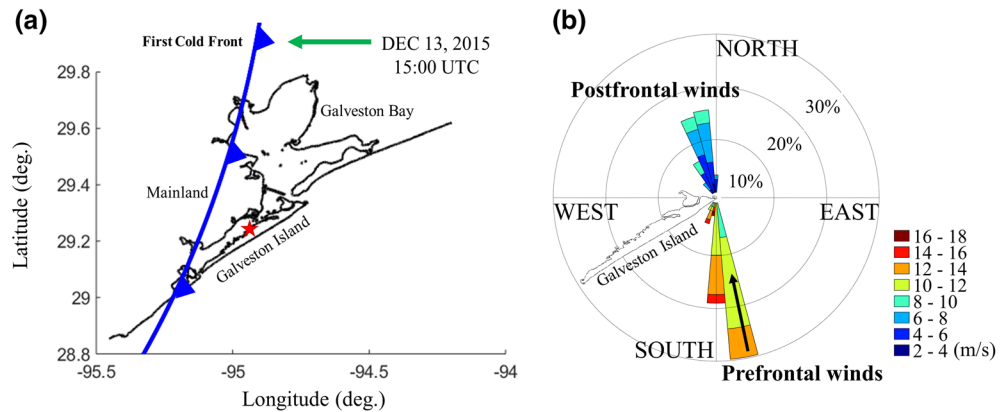 (a)
First Cold Front
DEC 13, 2015
15:00 UTC
29.8
29.6
29.4
29.2
29
28.8
Latitude (deg.)
Galveston Bay
Mainland
Galveston Island
-95.5
-95
-94.5
-94
Longitude (deg.)
(b)
NORTH
Postfrontal winds
30%
20%
10%
WEST
EAST
Galveston Island
SOUTH
Prefrontal winds
16 - 18
14 - 16
12 - 14
10 - 12
8 - 10
6 - 8
4 - 6
2 - 4 (m/s)